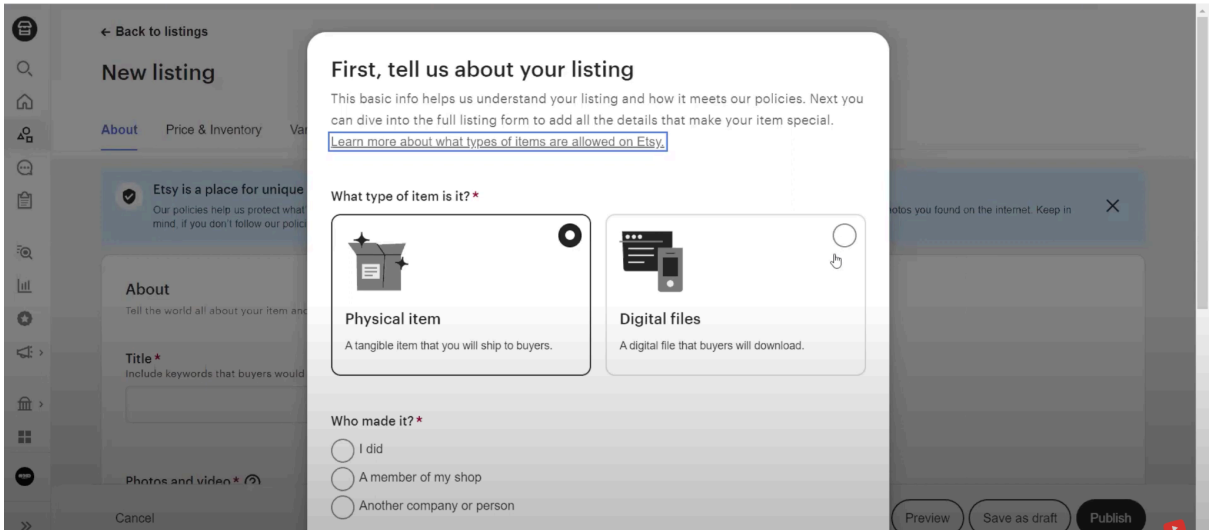 ← Back to listings
New listing
About Price & Inventory Var
Etsy is a place for unique
Our policies help us protect what
mind, if you don't follow our polici
otos you found on the internet. Keep in
About
Tell the world all about your item and
Title *
Include keywords that buyers would
Photos and video *
Cancel
First, tell us about your listing
This basic info helps us understand your listing and how it meets our policies. Next you
can dive into the full listing form to add all the details that make your item special.
Learn more about what types of items are allowed on Etsy.
What type of item is it? *
Physical item
A tangible item that you will ship to buyers.
Digital files
A digital file that buyers will download.
Who made it? *
I did
A member of my shop
Another company or person
Preview Save as draft Publish